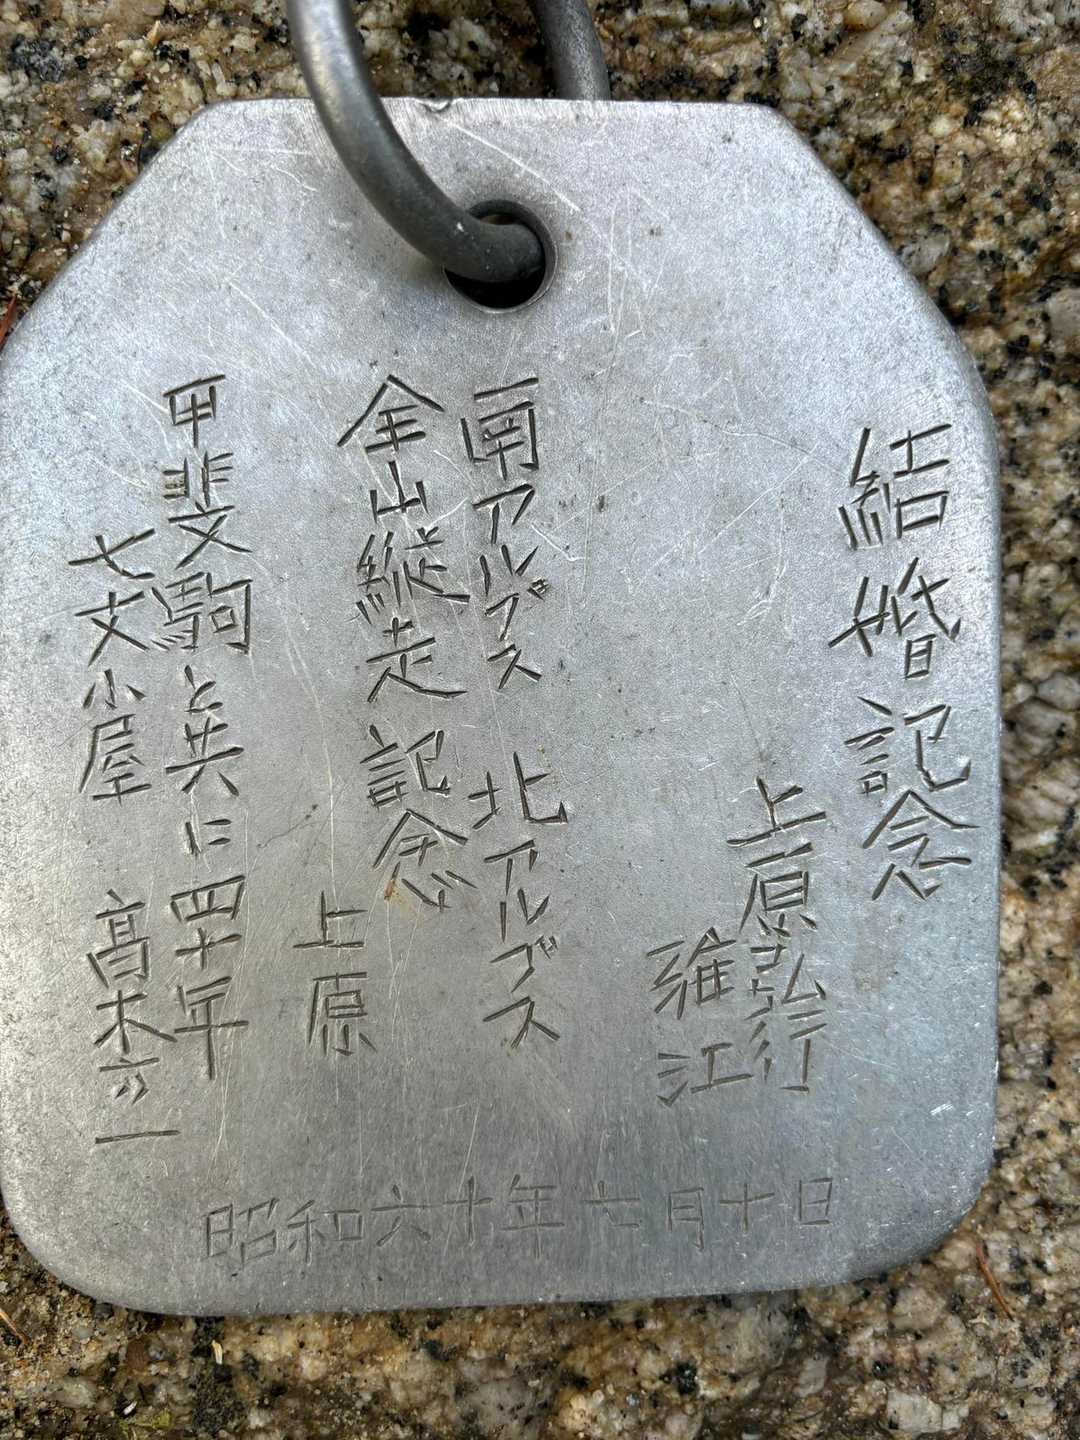 結婚記念
上原弘行
雅江
南アルプス 北アルプス
全山縦走記念
上原
甲斐駒と共に四十年
七丈小屋 高木
昭和六十年七月十日